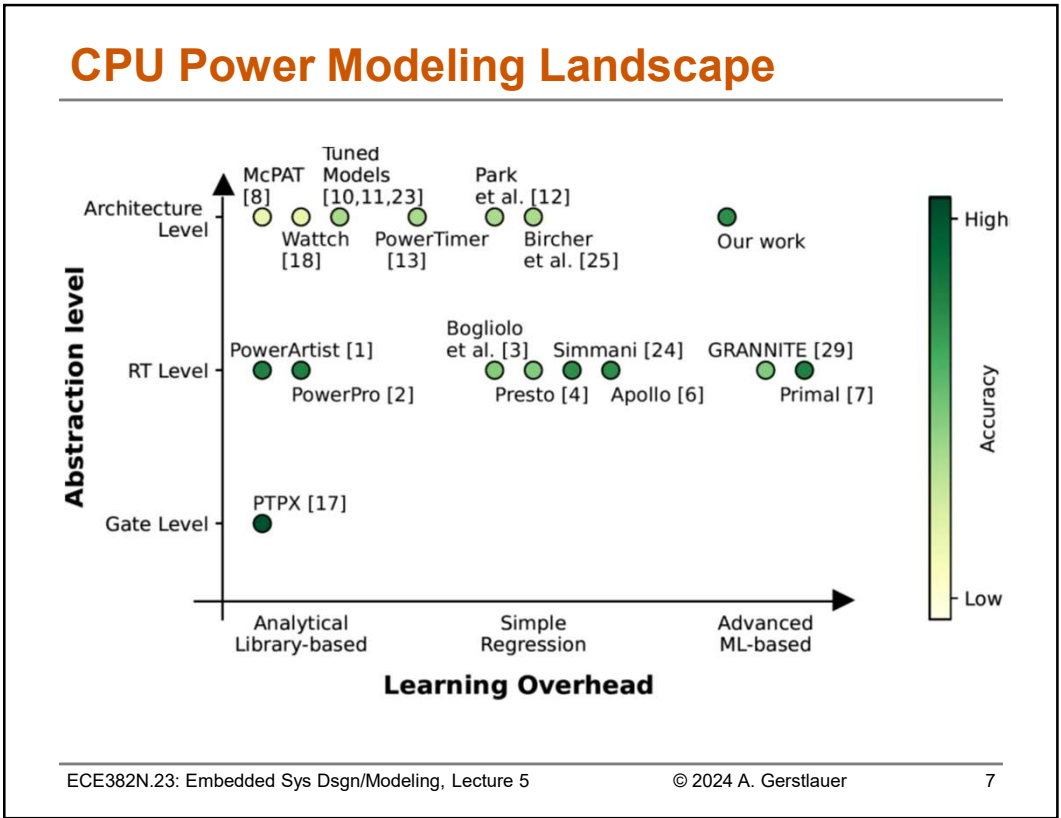 CPU Power Modeling Landscape
Tuned
Models
[10,11,23]
McPAT
[8]
Park
et al. [12]
Architecture
Level
Wattch
[18]
PowerTimer
[13]
Bircher
et al. [25]
Our work
High
Abstraction level
Bogliolo
et al. [3]
PowerArtist [1]
Simmani [24]
GRANNITE [29]
RT Level
PowerPro [2]
Presto [4]
Apollo [6]
Primal [7]
Accuracy
PTPX [17]
Gate Level
Low
Analytical
Library-based
Simple
Regression
Advanced
ML-based
Learning Overhead
ECE382N.23: Embedded Sys Dsgn/Modeling, Lecture 5
© 2024 A. Gerstlauer
7